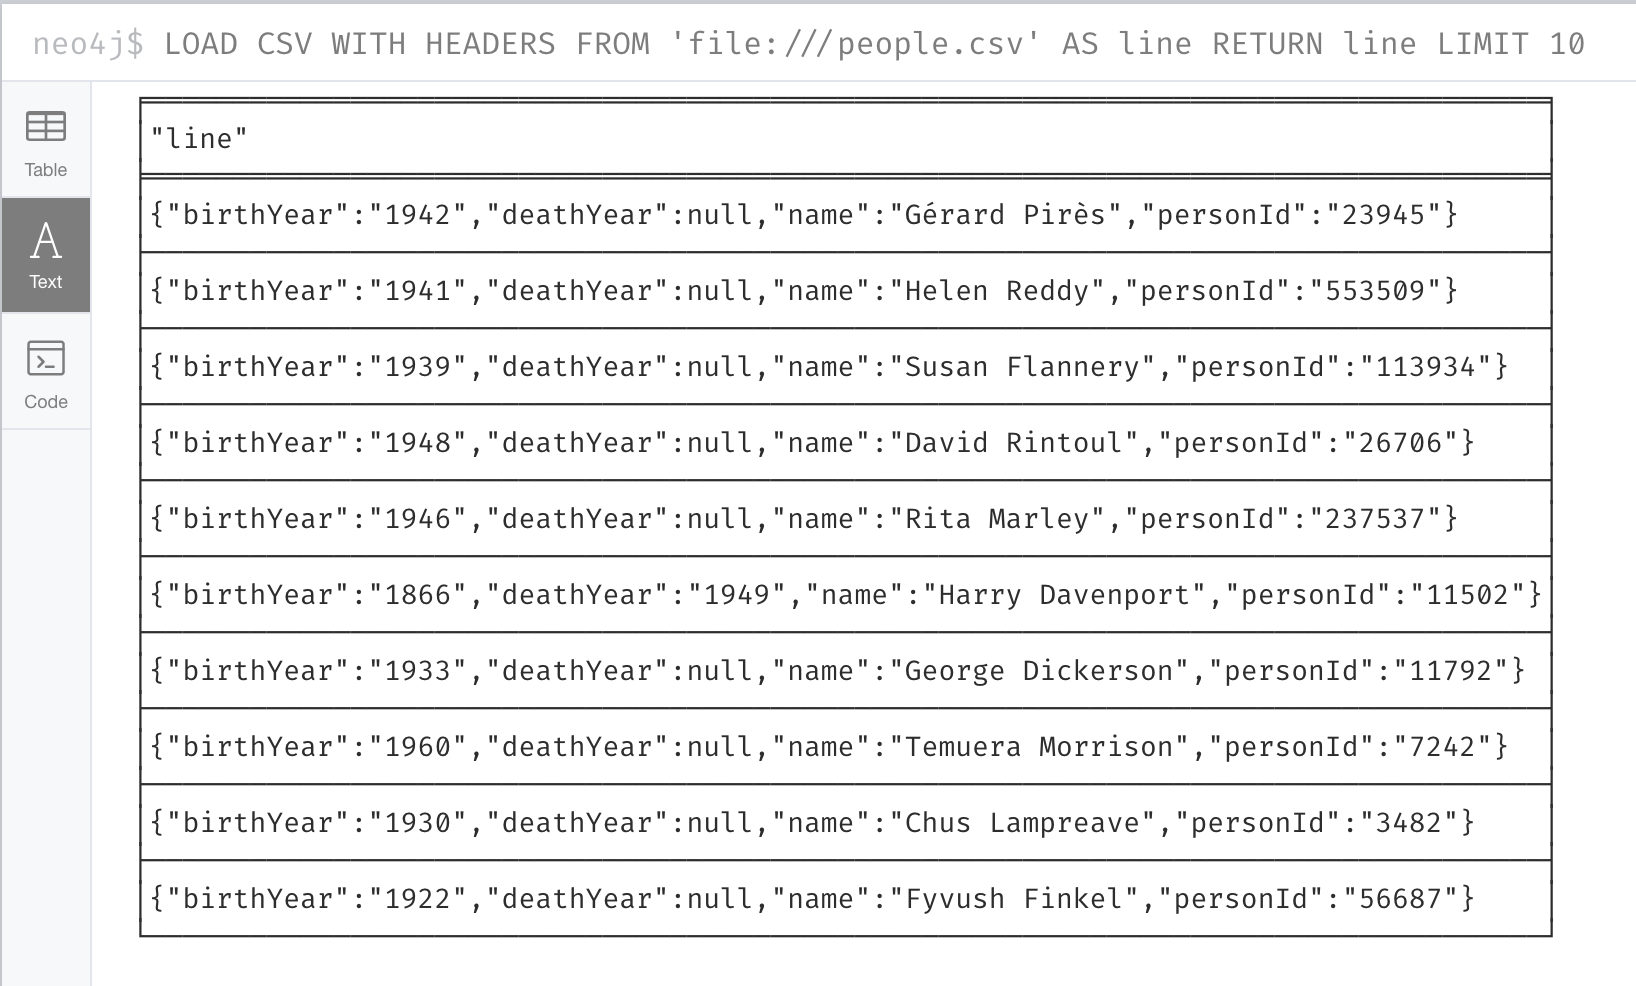 neo4j$ LOAD CSV WITH HEADERS FROM 'file:///people.csv' AS line RETURN line LIMIT 10
Table
Text
Code
"line"
{"birthYear":"1942","deathYear":null,"name":"Gérard Pirès","personId":"23945"}
{"birthYear":"1941","deathYear":null,"name":"Helen Reddy","personId":"553509"}
{"birthYear":"1939","deathYear":null,"name":"Susan Flannery","personId":"113934"}
{"birthYear":"1948","deathYear":null,"name":"David Rintoul","personId":"26706"}
{"birthYear":"1946","deathYear":null,"name":"Rita Marley","personId":"237537"}
{"birthYear":"1866","deathYear":"1949","name":"Harry Davenport","personId":"11502"}
{"birthYear":"1933","deathYear":null,"name":"George Dickerson","personId":"11792"}
{"birthYear":"1960","deathYear":null,"name":"Temuera Morrison","personId":"7242"}
{"birthYear":"1930","deathYear":null,"name":"Chus Lampreave","personId":"3482"}
{"birthYear":"1922","deathYear":null,"name":"Fyvush Finkel","personId":"56687"}